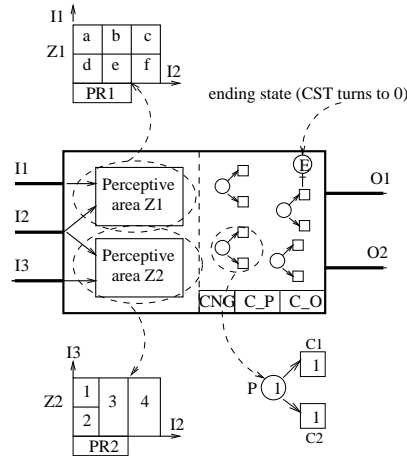 I1
Z1
a b c
d e f
I2
PR1
ending state (CST turns to 0)
E
I1
I2
I3
Perceptive
area Z1
Perceptive
area Z2
O1
O2
CNG C_P C_O
I3
Z2
1 3 4
2
I2
PR2
P 1
C1
1
1
C2